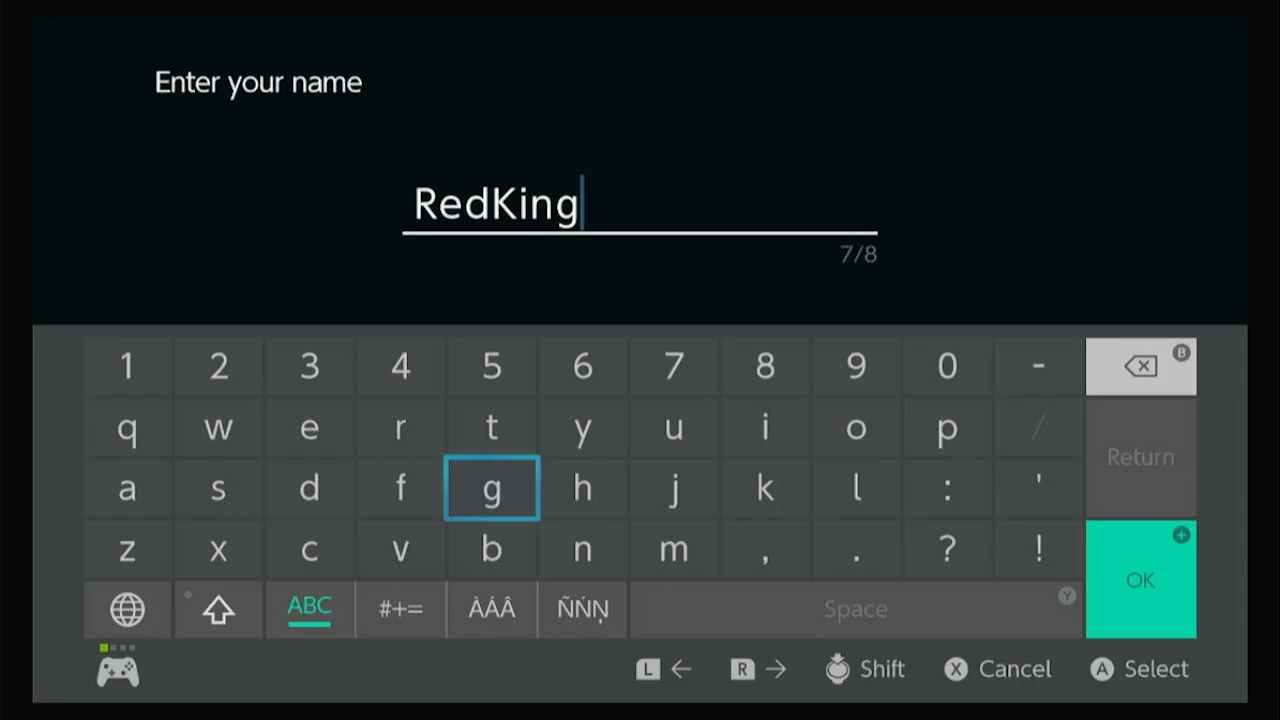 Enter your name
RedKing
7/8
1 2 3 4 5 6 7 8 9 0 - B
q w e r t y u i o p / Return
a s d f g h j k l : '
z x c v b n m , . ? ! + OK
ABC #+= ÀÁÂ ÑŃŅ Space Y
L ← R → Shift X Cancel A Select